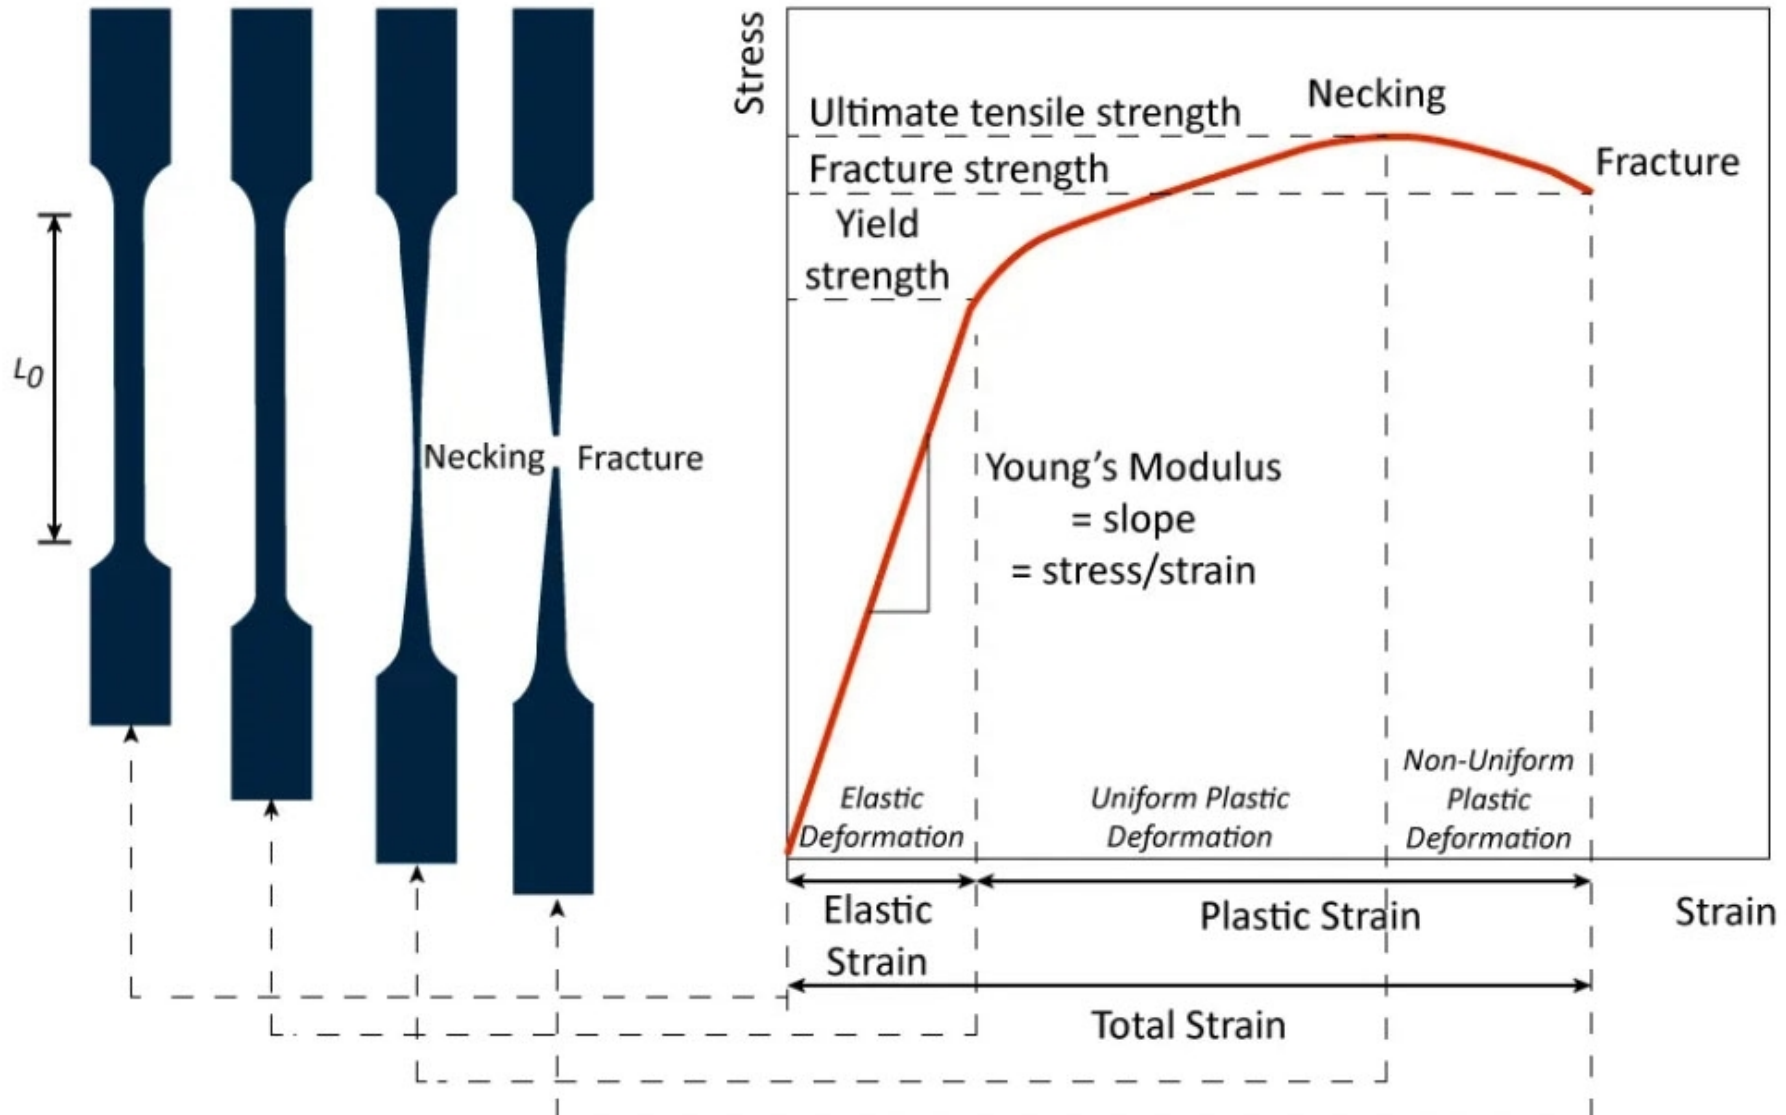 L0
Necking
Fracture
Stress
Ultimate tensile strength
Necking
Fracture strength
Fracture
Yield
strength
Young's Modulus
= slope
= stress/strain
Elastic
Deformation
Uniform Plastic
Deformation
Non-Uniform
Plastic
Deformation
Elastic
Strain
Plastic Strain
Strain
Total Strain